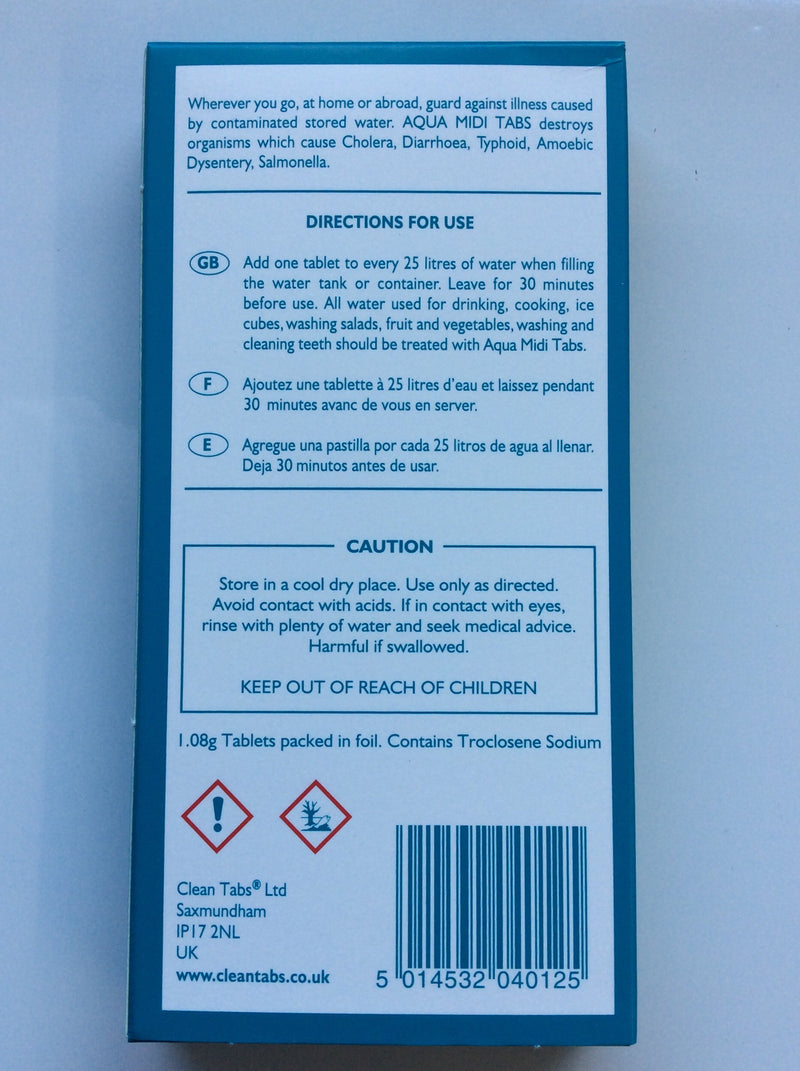 Wherever you go, at home or abroad, guard against illness caused
by contaminated stored water. AQUA MIDI TABS destroys
organisms which cause Cholera, Diarrhoea, Typhoid, Amoebic
Dysentery, Salmonella.
DIRECTIONS FOR USE
GB Add one tablet to every 25 litres of water when filling
the water tank or container. Leave for 30 minutes
before use. All water used for drinking, cooking, ice
cubes, washing salads, fruit and vegetables, washing and
cleaning teeth should be treated with Aqua Midi Tabs.
F Ajoutez une tablette à 25 litres d'eau et laissez pendant
30 minutes avanc de vous en server.
E Agregue una pastilla por cada 25 litros de agua al llenar.
Deja 30 minutos antes de usar.
CAUTION
Store in a cool dry place. Use only as directed.
Avoid contact with acids. If in contact with eyes,
rinse with plenty of water and seek medical advice.
Harmful if swallowed.
KEEP OUT OF REACH OF CHILDREN
1.08g Tablets packed in foil. Contains Troclosene Sodium
Clean Tabs® Ltd
Saxmundham
IP17 2NL
UK
www.cleantabs.co.uk
5 014532 040125